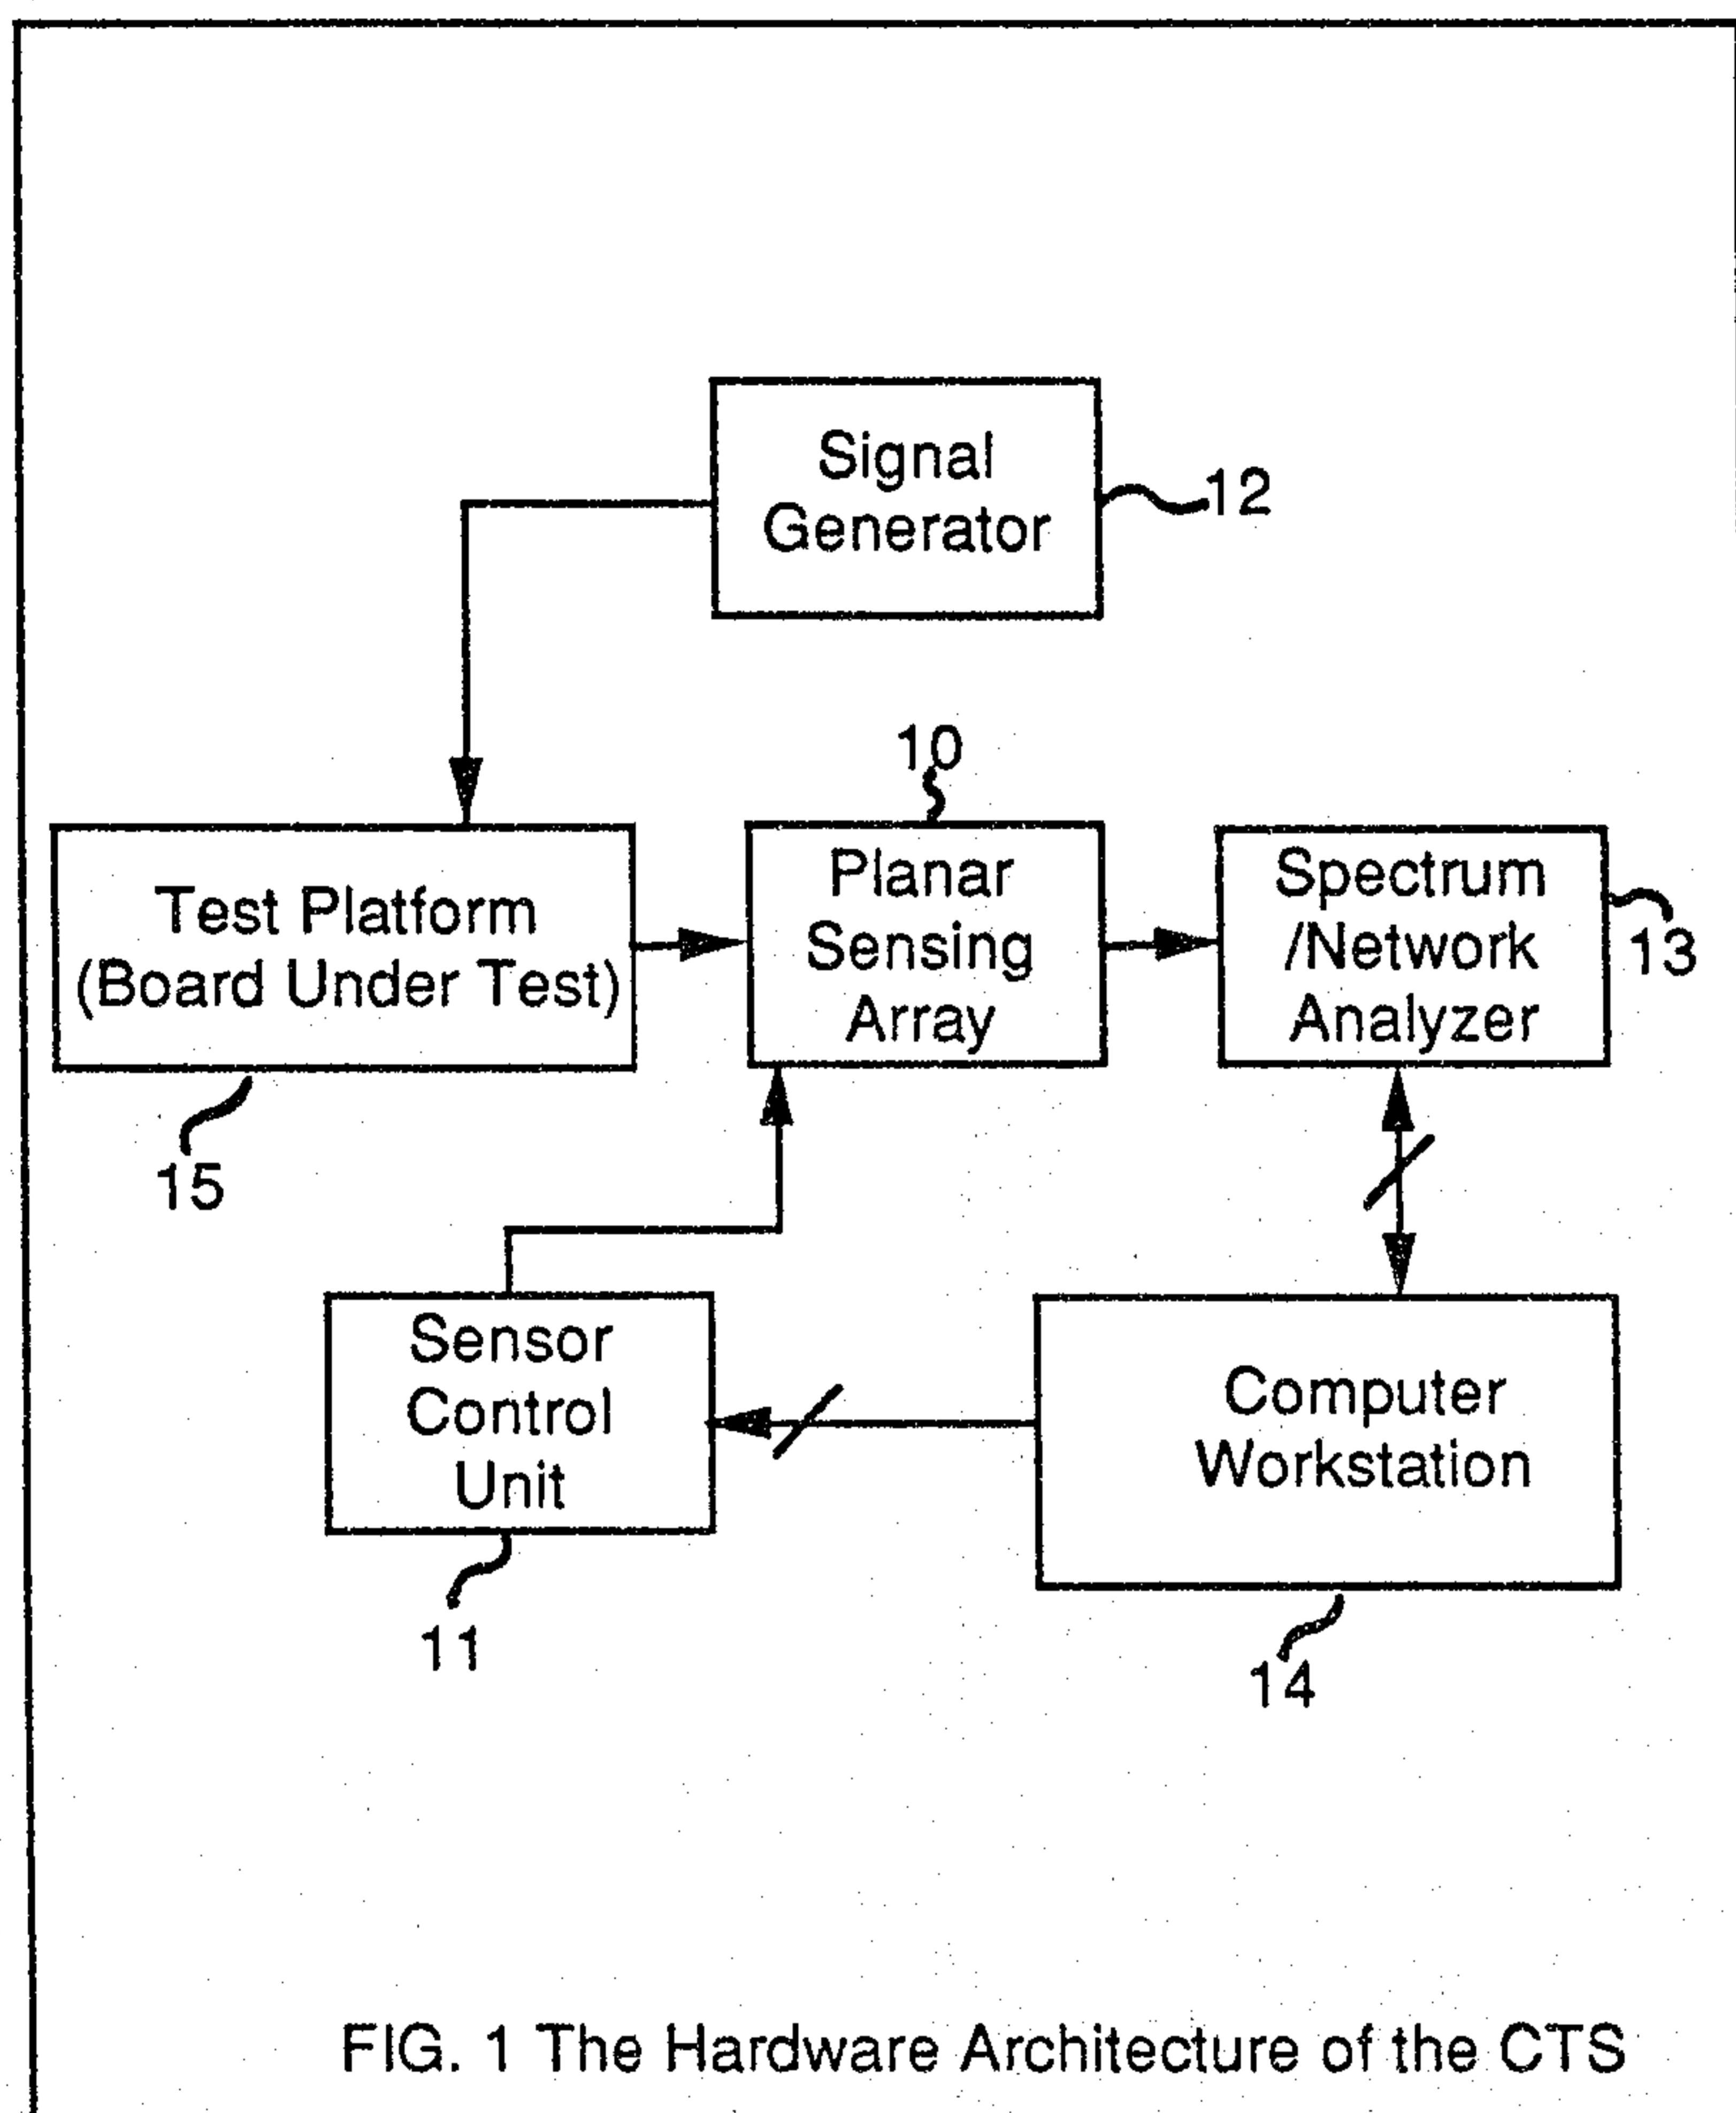 Signal
Generator
12
10
Test Platform
(Board Under Test)
Planar
Sensing
Array
Spectrum
/Network
Analyzer
13
15
Sensor
Control
Unit
Computer
Workstation
11
14
FIG. 1 The Hardware Architecture of the CTS